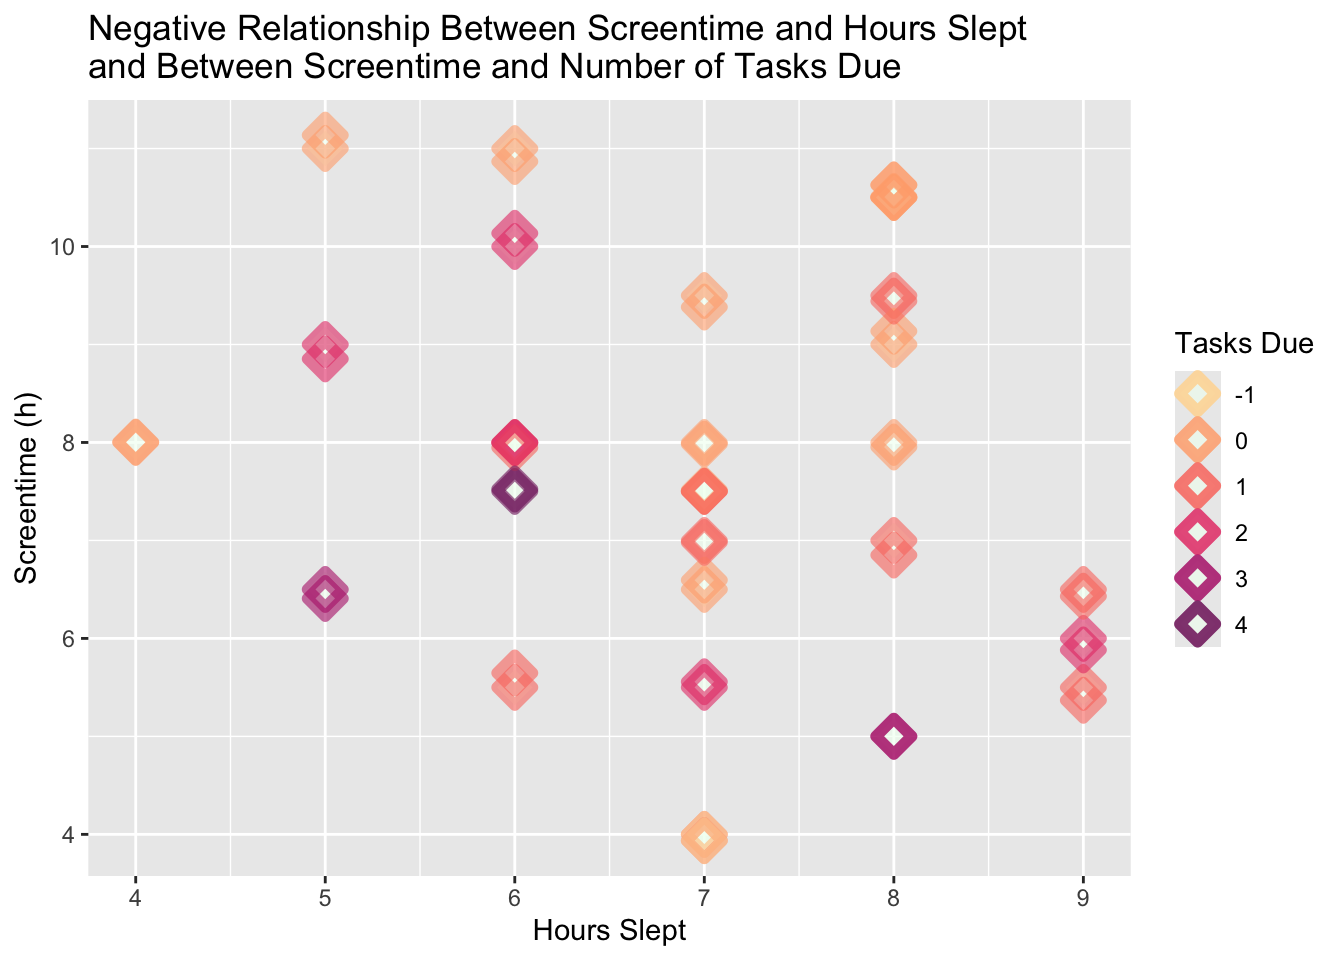 Negative Relationship Between Screentime and Hours Slept
and Between Screentime and Number of Tasks Due
Screentime (h)
10
8
6
4
4 5 6 7 8 9
Hours Slept
Tasks Due
-1
0
1
2
3
4